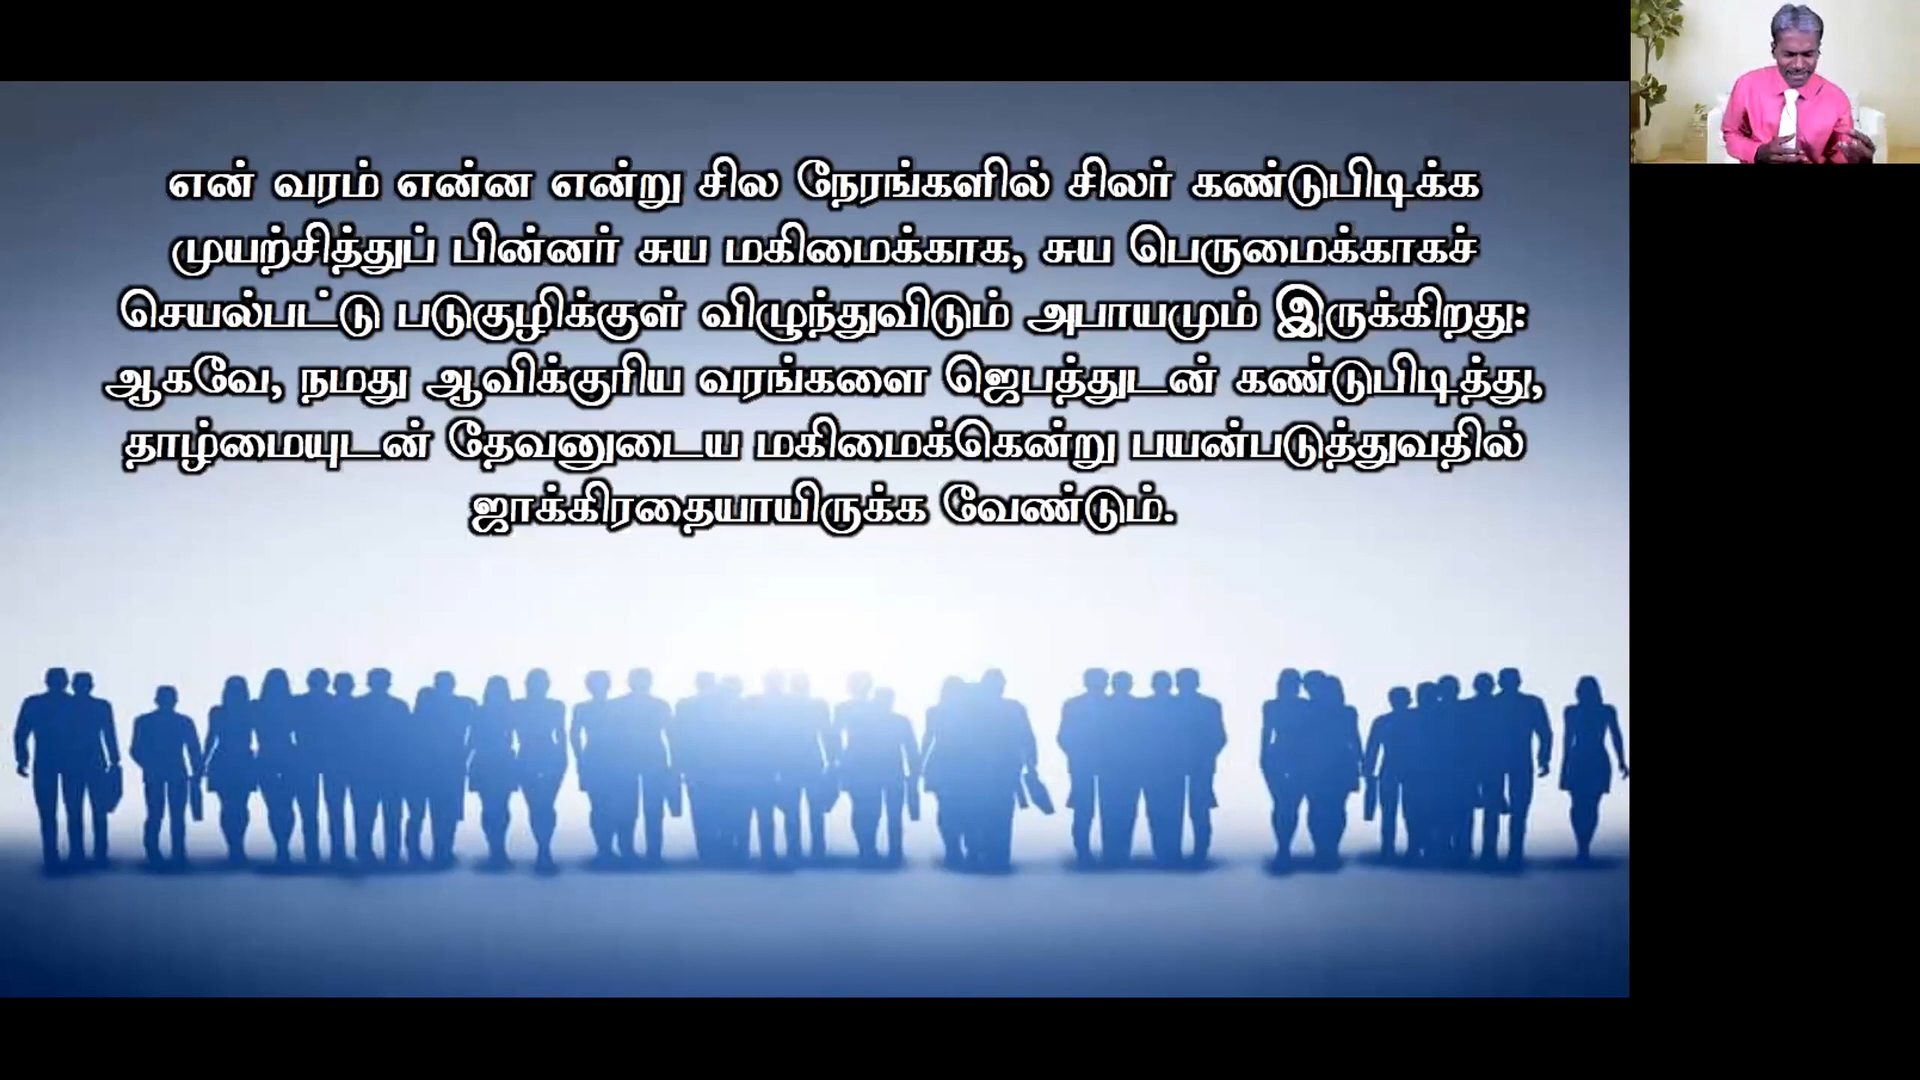 என் வரம் என்ன என்று சில நேரங்களில் சிலர் கண்டுபிடிக்க
முயற்சித்துப் பின்னர் சுய மகிமைக்காக, சுய பெருமைக்காகச்
செயல்பட்டு படுகுழிக்குள் விழுந்துவிடும் அபாயமும் இருக்கிறது:
ஆகவே, நமது ஆவிக்குரிய வரங்களை ஜெபத்துடன் கண்டுபிடித்து,
தாழ்மையுடன் தேவனுடைய மகிமைக்கென்று பயன்படுத்துவதில்
ஜாக்கிரதையாயிருக்க வேண்டும்.